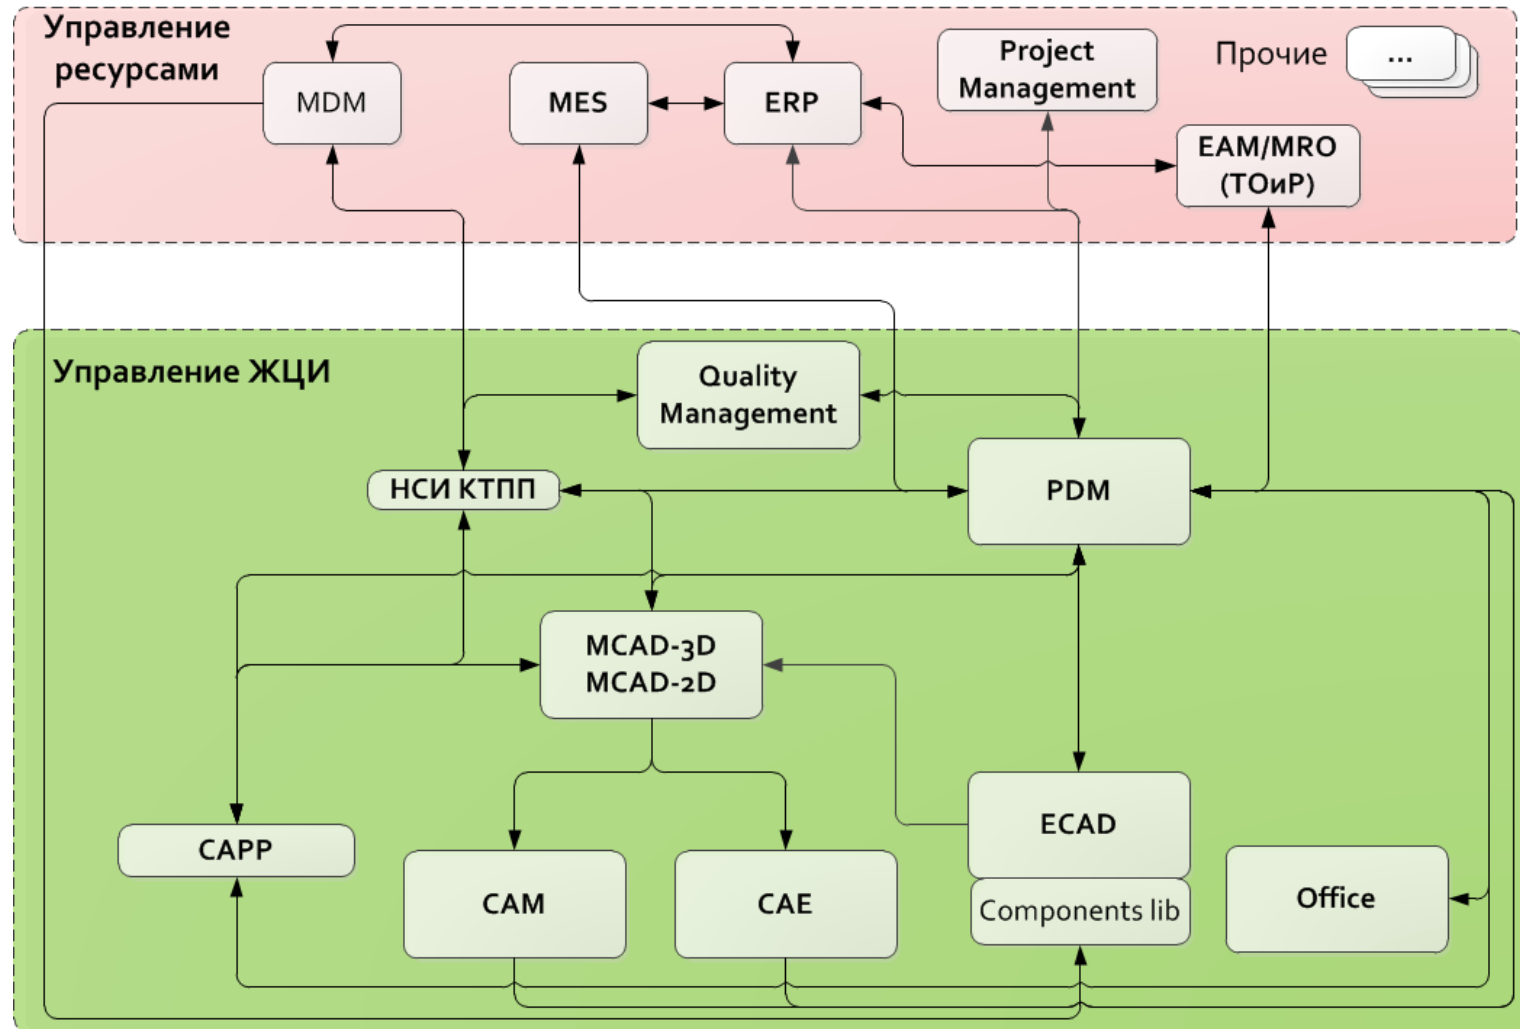 Управление
ресурсами
MDM
MES
ERP
Project
Management
Прочие
...
EAM/MRO
(ТОиР)
Управление ЖЦИ
Quality
Management
НСИ КТПП
PDM
MCAD-3D
MCAD-2D
ECAD
CAPP
CAM
CAE
Components lib
Office